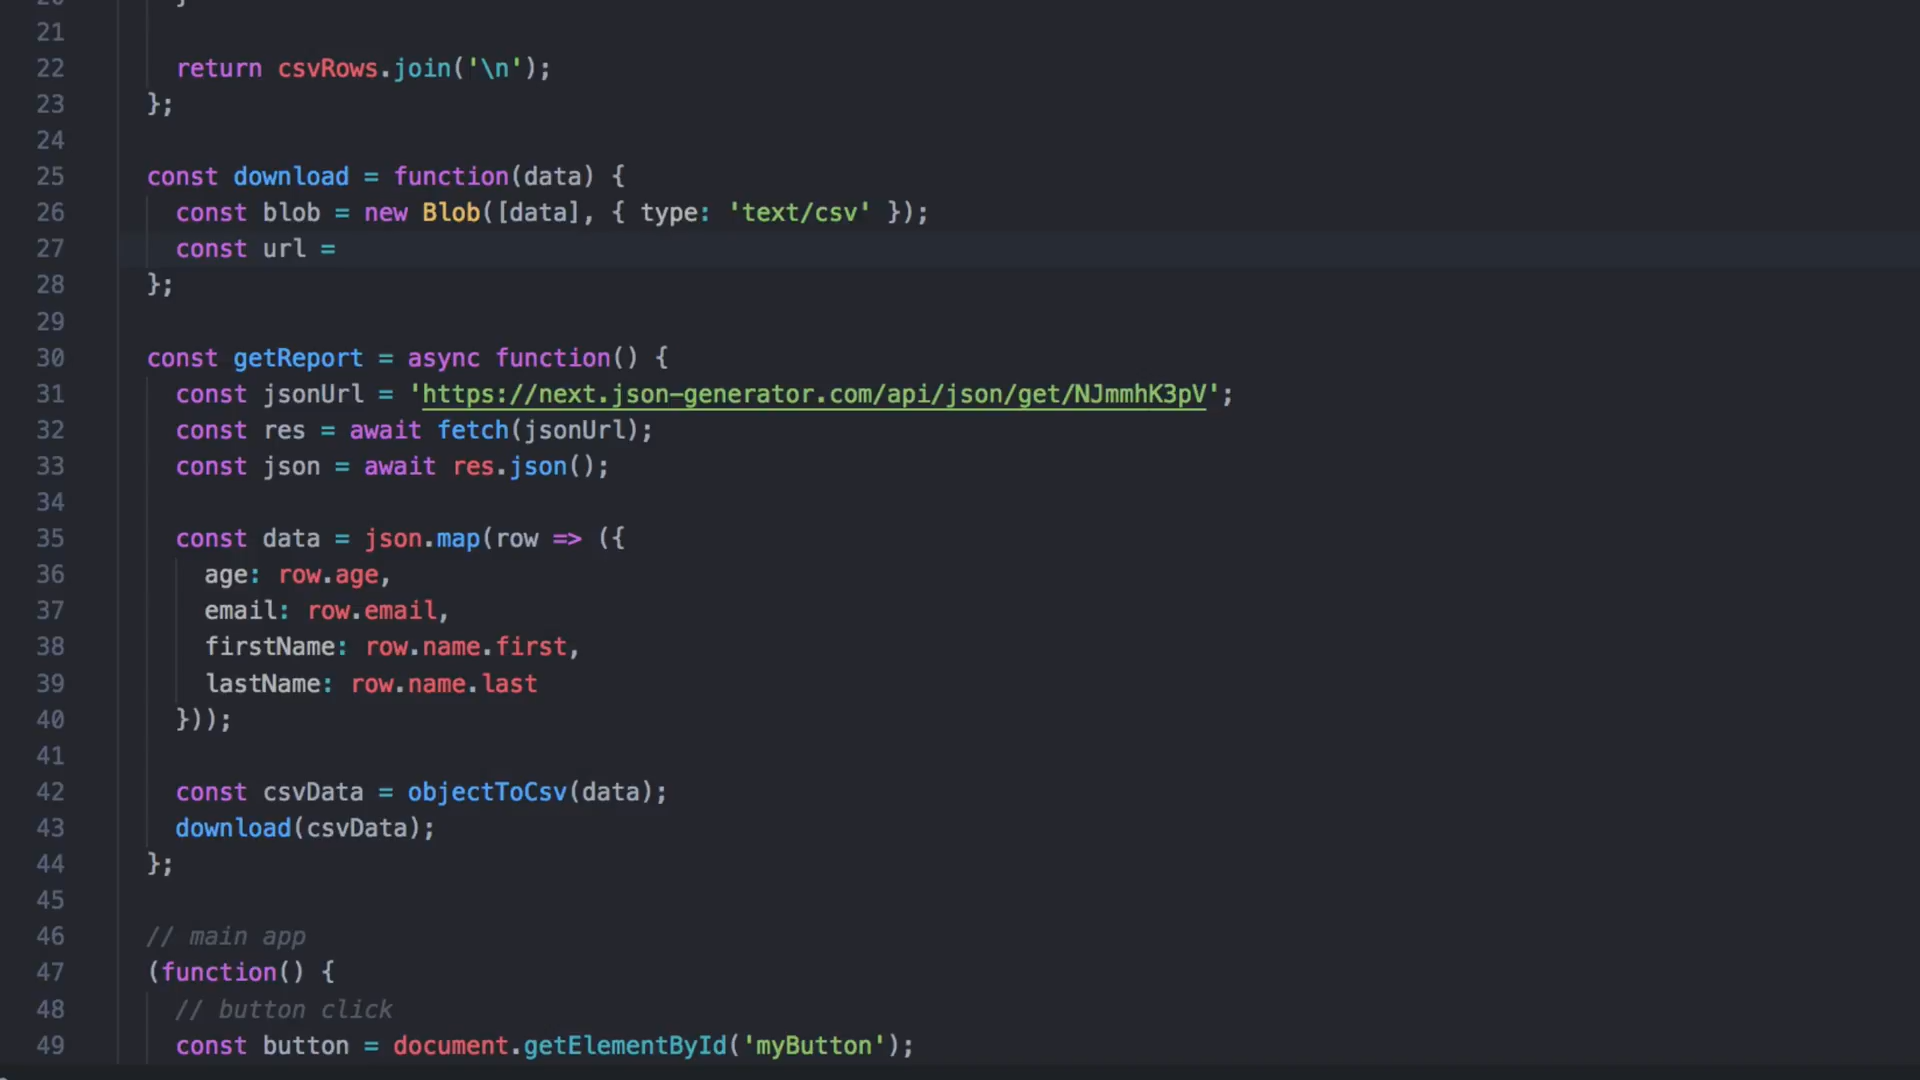 20 }
21
22 return csvRows.join('\n');
23 };
24
25 const download = function(data) {
26 const blob = new Blob([data], { type: 'text/csv' });
27 const url =
28 };
29
30 const getReport = async function() {
31 const jsonUrl = 'https://next.json-generator.com/api/json/get/NJmmhK3pV';
32 const res = await fetch(jsonUrl);
33 const json = await res.json();
34
35 const data = json.map(row => ({
36 age: row.age,
37 email: row.email,
38 firstName: row.name.first,
39 lastName: row.name.last
40 }));
41
42 const csvData = objectToCsv(data);
43 download(csvData);
44 };
45
46 // main app
47 (function() {
48 // button click
49 const button = document.getElementById('myButton');